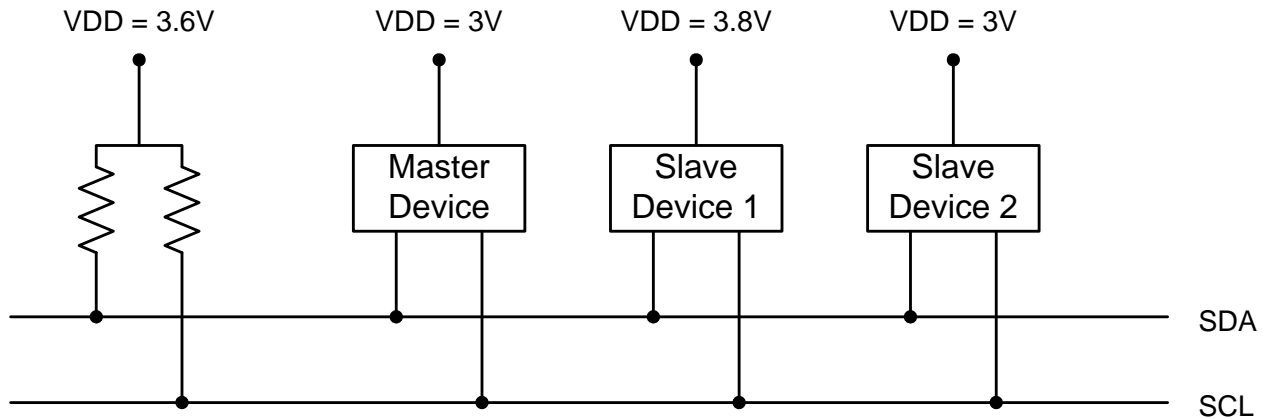 VDD = 3.6V
VDD = 3V
VDD = 3.8V
VDD = 3V
Master
Device
Slave
Device 1
Slave
Device 2
SDA
SCL